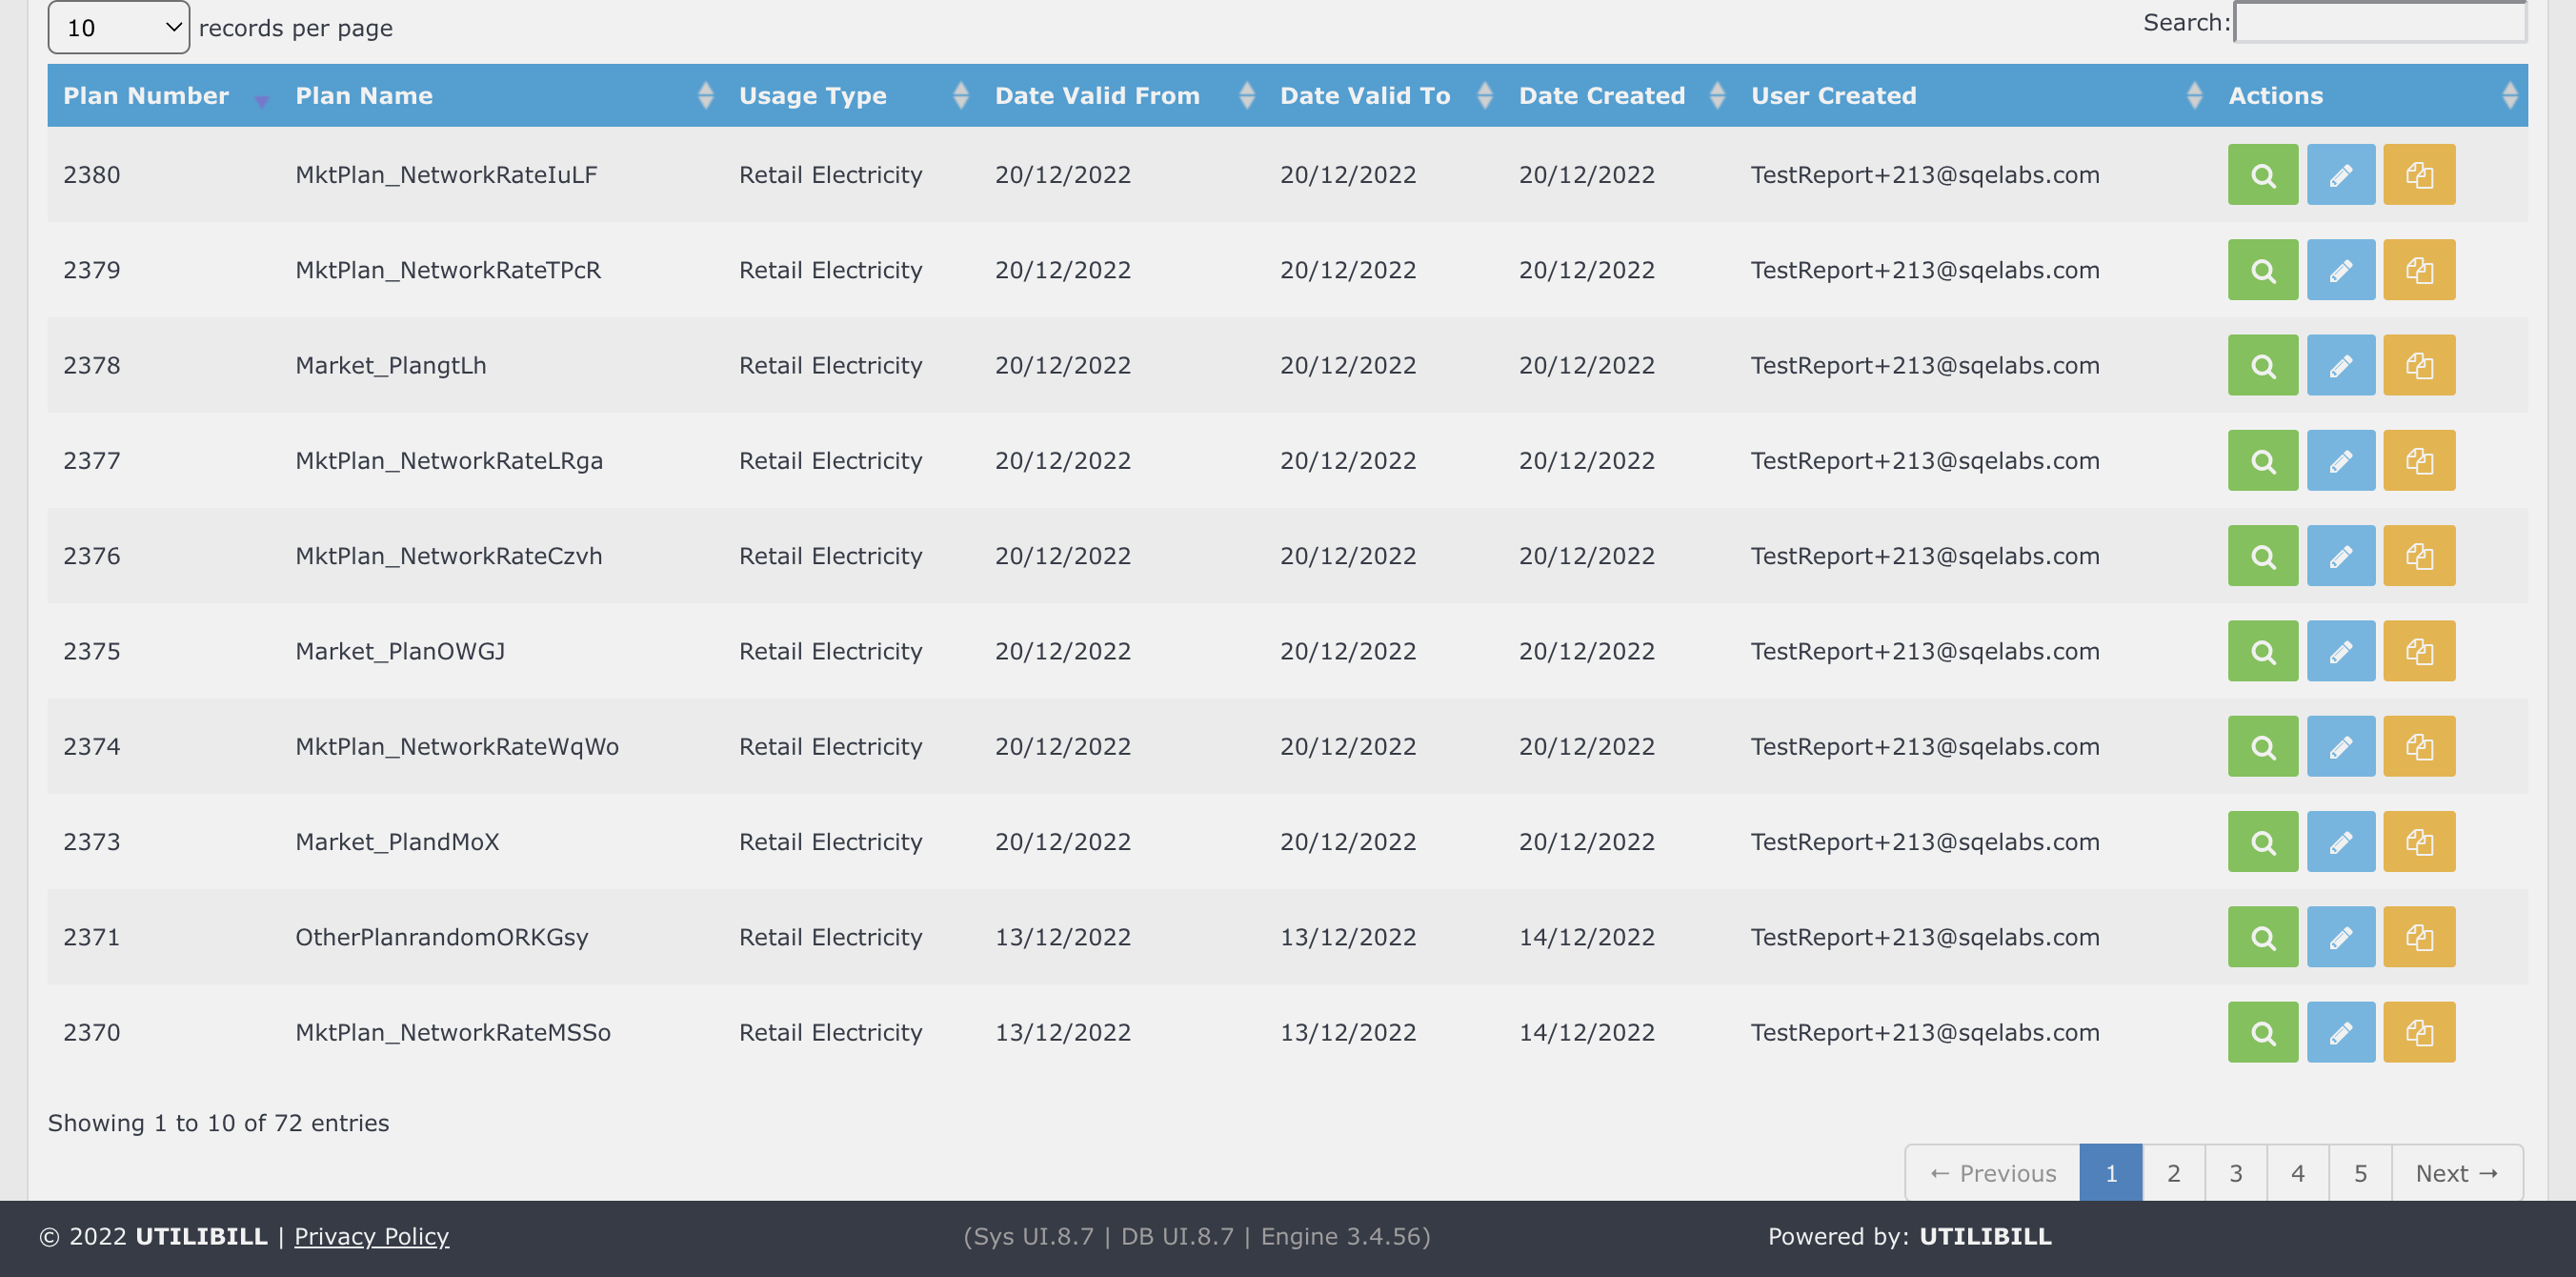 10 records per page Search:
Plan Number Plan Name Usage Type Date Valid From Date Valid To Date Created User Created Actions
2380 MktPlan_NetworkRateIuLF Retail Electricity 20/12/2022 20/12/2022 20/12/2022 TestReport+213@sqelabs.com
2379 MktPlan_NetworkRateTPcR Retail Electricity 20/12/2022 20/12/2022 20/12/2022 TestReport+213@sqelabs.com
2378 Market_PlangtLh Retail Electricity 20/12/2022 20/12/2022 20/12/2022 TestReport+213@sqelabs.com
2377 MktPlan_NetworkRateLRga Retail Electricity 20/12/2022 20/12/2022 20/12/2022 TestReport+213@sqelabs.com
2376 MktPlan_NetworkRateCzvh Retail Electricity 20/12/2022 20/12/2022 20/12/2022 TestReport+213@sqelabs.com
2375 Market_PlanOWGJ Retail Electricity 20/12/2022 20/12/2022 20/12/2022 TestReport+213@sqelabs.com
2374 MktPlan_NetworkRateWqWo Retail Electricity 20/12/2022 20/12/2022 20/12/2022 TestReport+213@sqelabs.com
2373 Market_PlandMoX Retail Electricity 20/12/2022 20/12/2022 20/12/2022 TestReport+213@sqelabs.com
2371 OtherPlanrandomORKGsy Retail Electricity 13/12/2022 13/12/2022 14/12/2022 TestReport+213@sqelabs.com
2370 MktPlan_NetworkRateMSSo Retail Electricity 13/12/2022 13/12/2022 14/12/2022 TestReport+213@sqelabs.com
Showing 1 to 10 of 72 entries
← Previous 1 2 3 4 5 Next →
© 2022 UTILIBILL | Privacy Policy (Sys UI.8.7 | DB UI.8.7 | Engine 3.4.56) Powered by: UTILIBILL